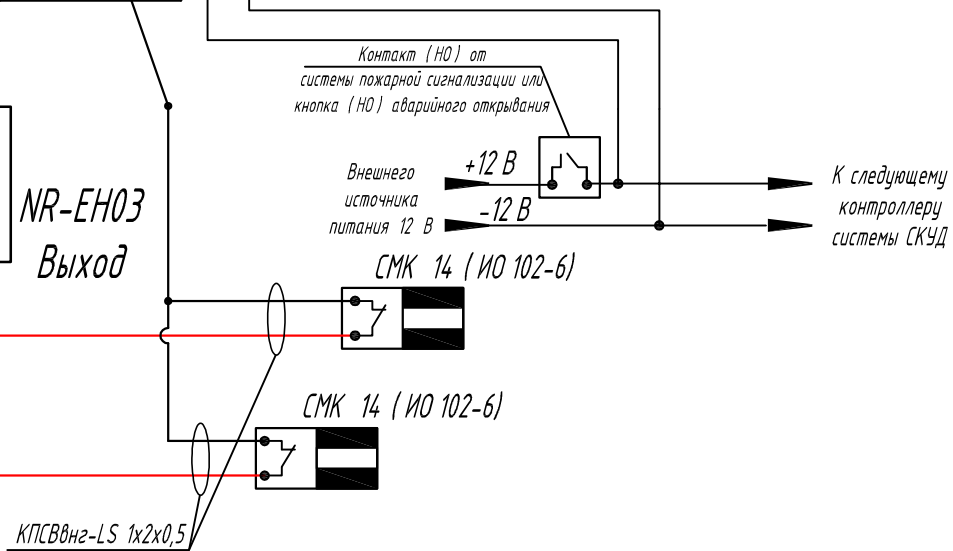 Контакт (НО) от
системы пожарной сигнализации или
кнопка (НО) аварийного открывания
Внешнего
источника
питания 12 В
+12 В
-12 В
К следующему
контроллеру
системы СКУД
NR-EH03
Выход
СМК 14 (ИО 102-6)
СМК 14 (ИО 102-6)
КПСВВнг-LS 1x2x0,5